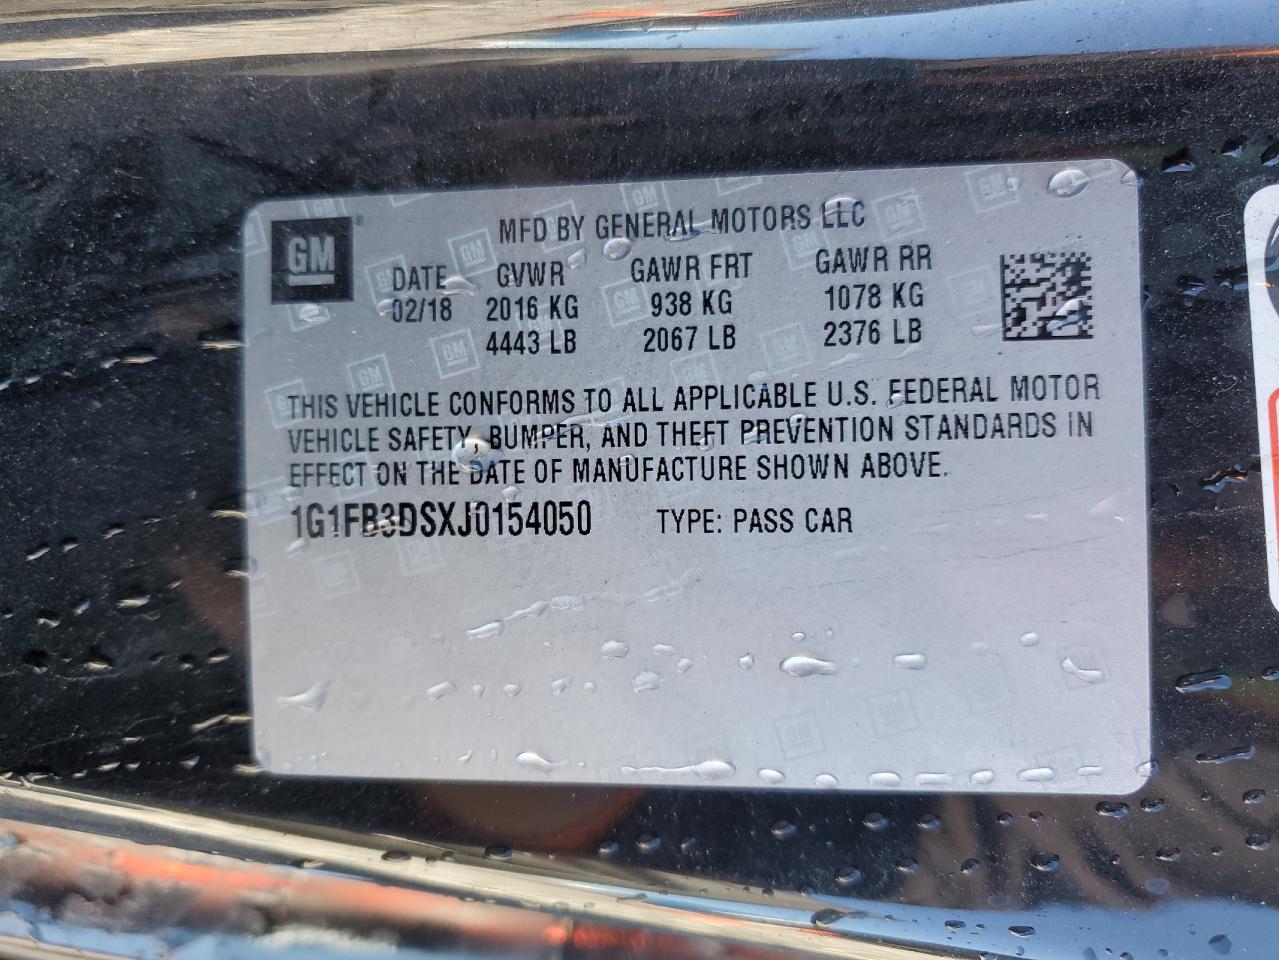 GM®
MFD BY GENERAL MOTORS LLC
DATE GVWR GAWR FRT GAWR RR
02/18 2016 KG 938 KG 1078 KG
4443 LB 2067 LB 2376 LB
THIS VEHICLE CONFORMS TO ALL APPLICABLE U.S. FEDERAL MOTOR
VEHICLE SAFETY, BUMPER, AND THEFT PREVENTION STANDARDS IN
EFFECT ON THE DATE OF MANUFACTURE SHOWN ABOVE.
1G1FB3DSXJ0154050 TYPE: PASS CAR